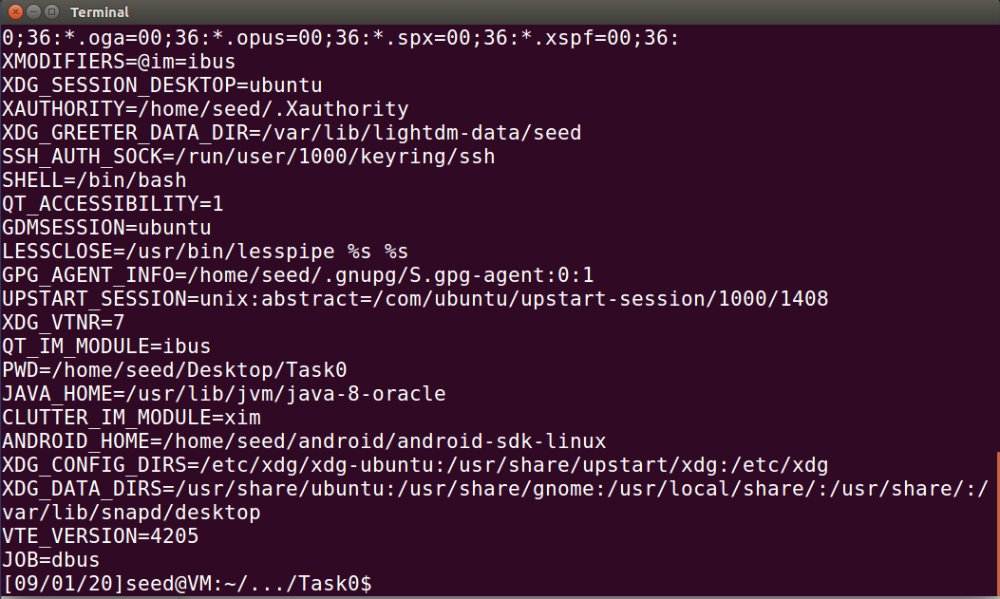 Terminal
0;36:*.oga=00;36:*.opus=00;36:*.spx=00;36:*.xspf=00;36:
XMODIFIERS=@im=ibus
XDG_SESSION_DESKTOP=ubuntu
XAUTHORITY=/home/seed/.Xauthority
XDG_GREETER_DATA_DIR=/var/lib/lightdm-data/seed
SSH_AUTH_SOCK=/run/user/1000/keyring/ssh
SHELL=/bin/bash
QT_ACCESSIBILITY=1
GDMSESSION=ubuntu
LESSCLOSE=/usr/bin/lesspipe %s %s
GPG_AGENT_INFO=/home/seed/.gnupg/S.gpg-agent:0:1
UPSTART_SESSION=unix:abstract=/com/ubuntu/upstart-session/1000/1408
XDG_VTNR=7
QT_IM_MODULE=ibus
PWD=/home/seed/Desktop/Task0
JAVA_HOME=/usr/lib/jvm/java-8-oracle
CLUTTER_IM_MODULE=xim
ANDROID_HOME=/home/seed/android/android-sdk-linux
XDG_CONFIG_DIRS=/etc/xdg/xdg-ubuntu:/usr/share/upstart/xdg:/etc/xdg
XDG_DATA_DIRS=/usr/share/ubuntu:/usr/share/gnome:/usr/local/share/:/usr/share/:/
var/lib/snapd/desktop
VTE_VERSION=4205
JOB=dbus
[09/01/20]seed@VM:~/.../Task0$